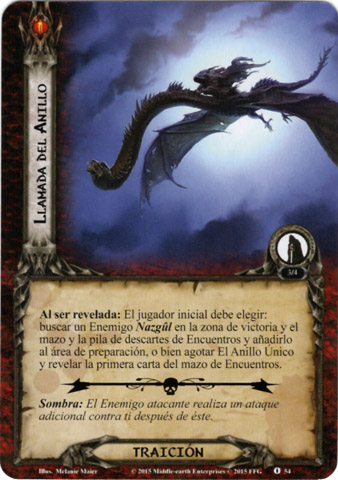 Llamada del Anillo
3/4
Al ser revelada: El jugador inicial debe elegir:
buscar un Enemigo Nazgûl en la zona de victoria y el
mazo y la pila de descartes de Encuentros y añadirlo
al área de preparación, o bien agotar El Anillo Único
y revelar la primera carta del mazo de Encuentros.
Sombra: El Enemigo atacante realiza un ataque
adicional contra ti después de éste.
TRAICIÓN
Illus. Melanie Maier © 2015 Middle-earth Enterprises © 2015 FFG 54